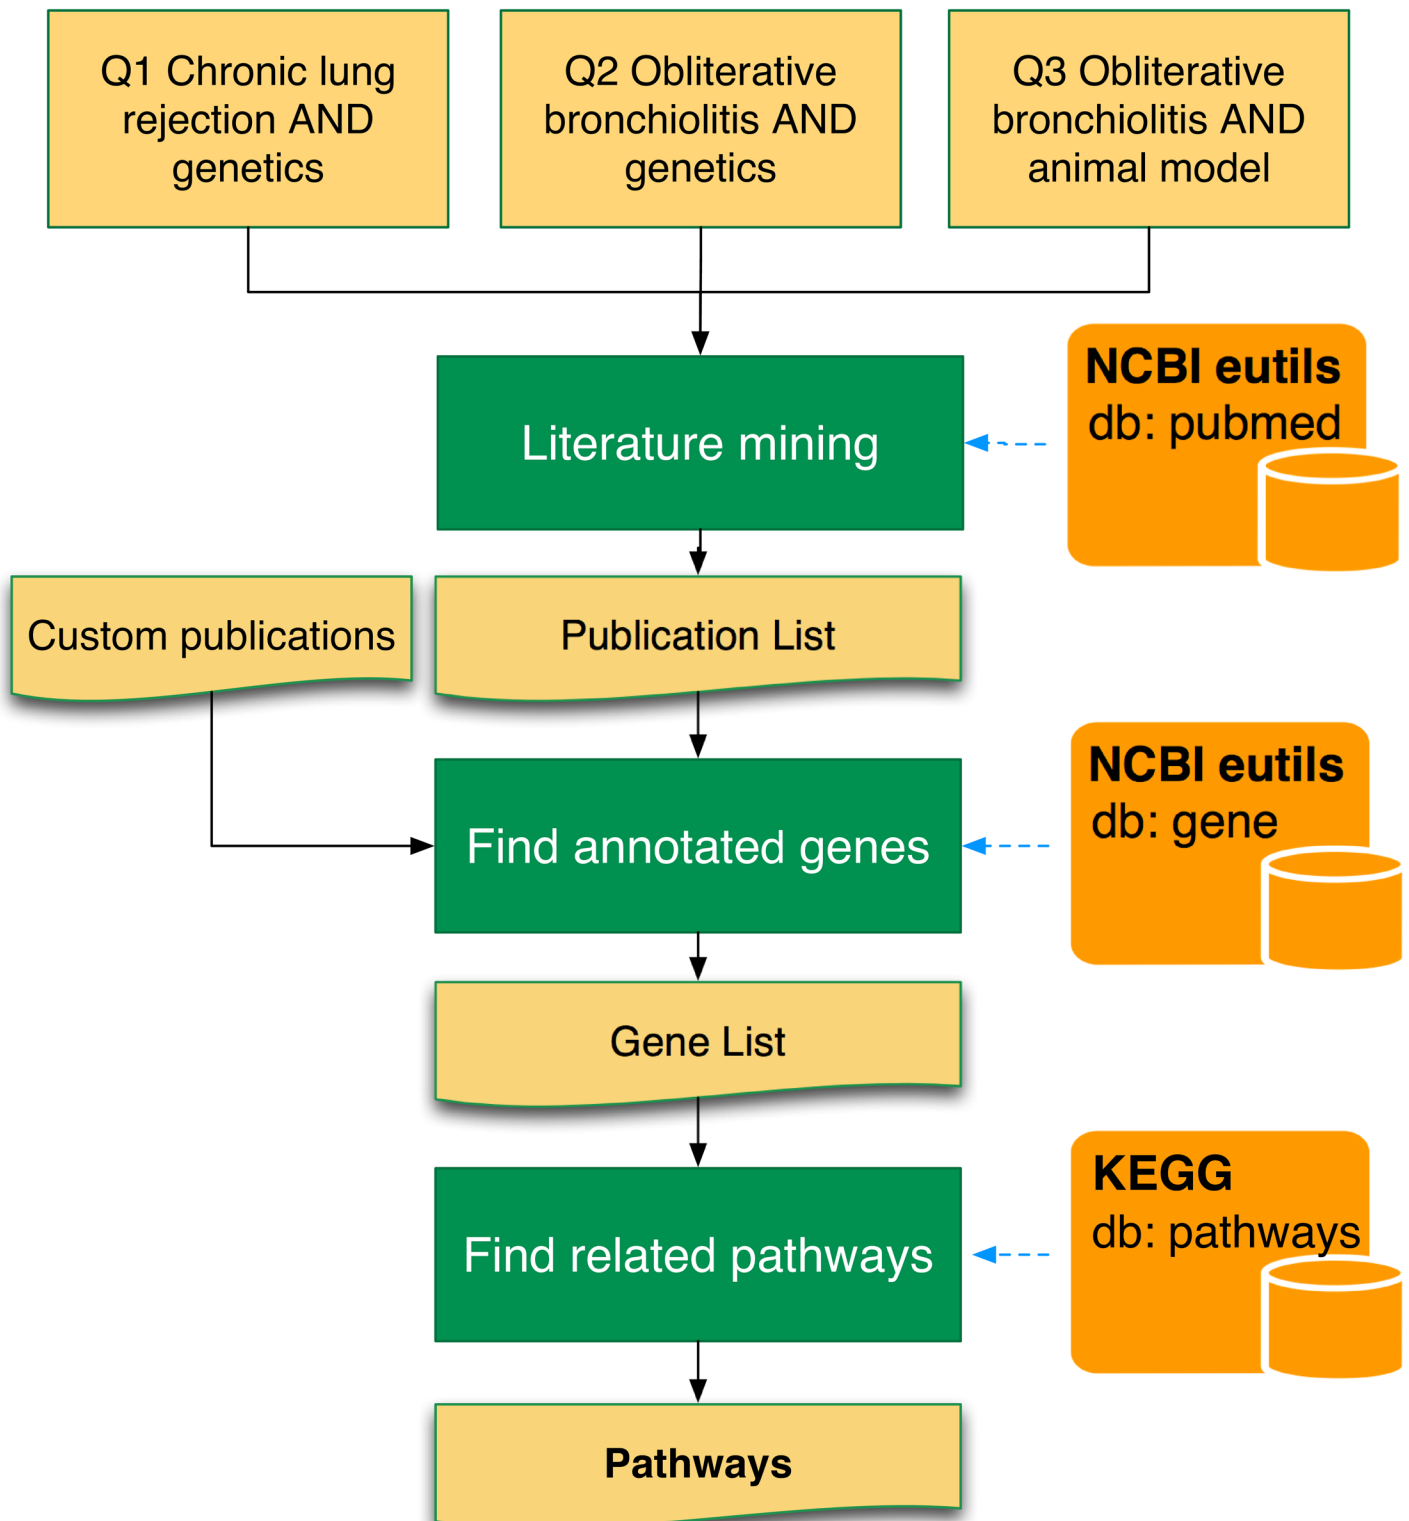 Q1 Chronic lung
rejection AND
genetics
Q2 Obliterative
bronchiolitis AND
genetics
Q3 Obliterative
bronchiolitis AND
animal model
Literature mining
NCBI eutils
db: pubmed
Custom publications
Publication List
Find annotated genes
NCBI eutils
db: gene
Gene List
Find related pathways
KEGG
db: pathways
Pathways